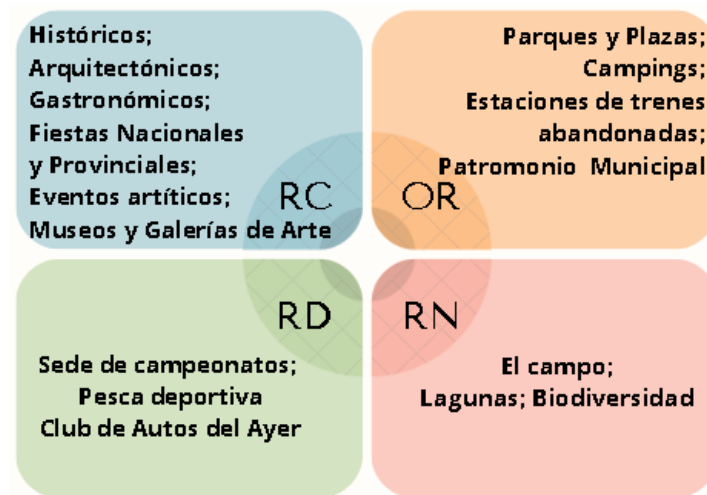 Históricos;
Arquitectónicos;
Gastronómicos;
Fiestas Nacionales
y Provinciales;
Eventos artíticos;
Museos y Galerías de Arte
RC
Parques y Plazas;
Campings;
Estaciones de trenes
abandonadas;
Patromonio Municipal
OR
RD
Sede de campeonatos;
Pesca deportiva
Club de Autos del Ayer
RN
El campo;
Lagunas; Biodiversidad